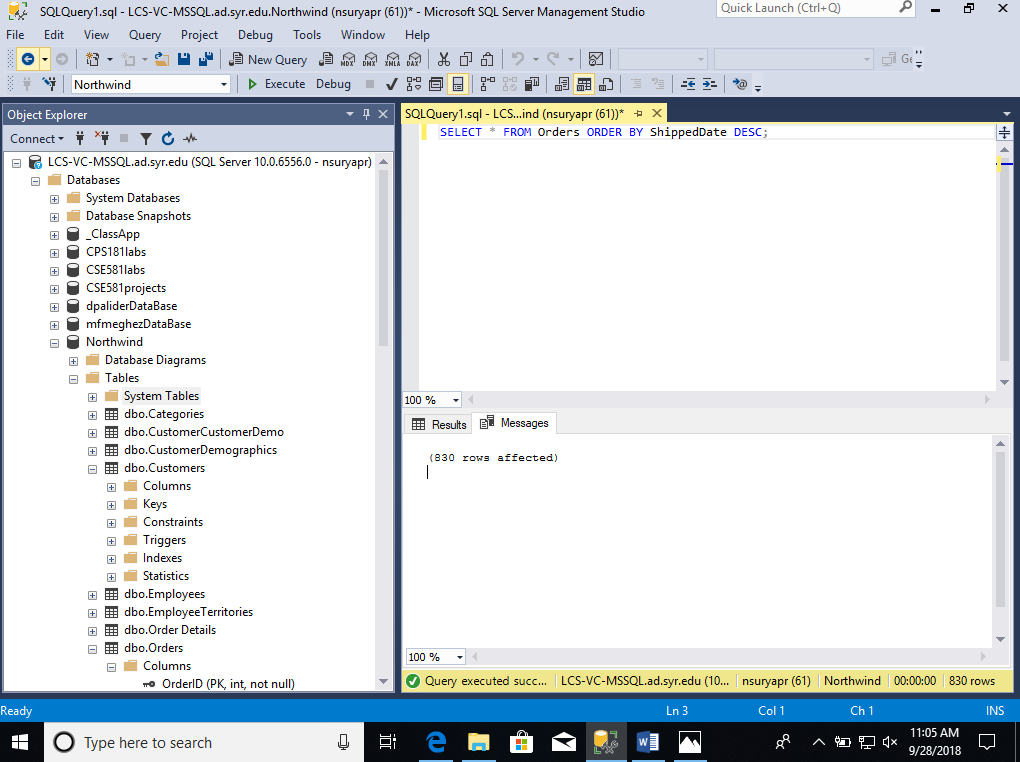 SQLQuery1.sql - LCS-VC-MSSQL.ad.syr.edu.Northwind (nsuryapr (61))* - Microsoft SQL Server Management Studio
Quick Launch (Ctrl+Q)
File Edit View Query Project Debug Tools Window Help
New Query
MDX DMX XMLA DAX
Ge
Northwind
Execute Debug
Object Explorer
Connect
LCS-VC-MSSQL.ad.syr.edu (SQL Server 10.0.6556.0 - nsuryapr)
Databases
System Databases
Database Snapshots
_ClassApp
CPS181labs
CSE581labs
CSE581projects
dpaliderDataBase
mfmeghezDataBase
Northwind
Database Diagrams
Tables
System Tables
dbo.Categories
dbo.CustomerCustomerDemo
dbo.CustomerDemographics
dbo.Customers
Columns
Keys
Constraints
Triggers
Indexes
Statistics
dbo.Employees
dbo.EmployeeTerritories
dbo.Order Details
dbo.Orders
Columns
OrderID (PK, int, not null)
SQLQuery1.sql - LCS...ind (nsuryapr (61))*
SELECT * FROM Orders ORDER BY ShippedDate DESC;
100 %
Results Messages
(830 rows affected)
100 %
Query executed succ... LCS-VC-MSSQL.ad.syr.edu (10... nsuryapr (61) Northwind 00:00:00 830 rows
Ready Ln 3 Col 1 Ch 1 INS
Type here to search
11:05 AM
9/28/2018